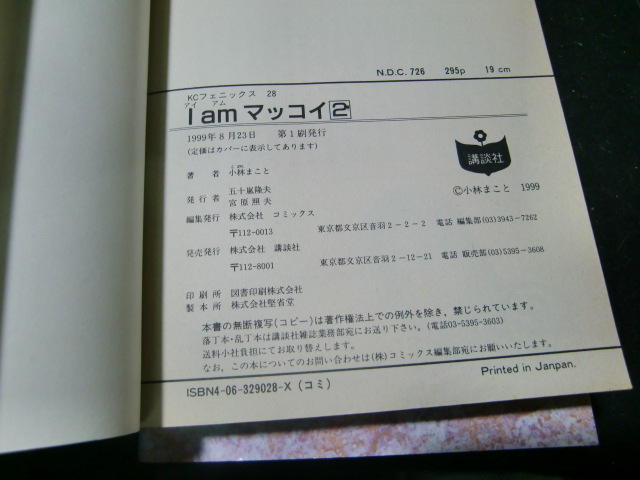 N.D.C. 726 295p 19 cm
KCフェニックス 28
アイ アム
I am マッコイ2
1999年8月23日 第1刷発行
(定価はカバーに表示してあります)
講談社
著 者 小林まこと
©小林まこと 1999
発行者 五十嵐隆夫
宮原照夫
編集発行 株式会社 コミックス
〒112-0013 東京都文京区音羽2-2-2 電話 編集部(03)3943-7262
発売発行 株式会社 講談社
〒112-8001 東京都文京区音羽2-12-21 電話 販売部(03)5395-3608
印刷所 図書印刷株式会社
製本所 株式会社堅省堂
本書の無断複写(コピー)は著作権法上での例外を除き、禁じられています。
落丁本・乱丁本は講談社雑誌業務部宛にお送り下さい。(電話03-5395-3603)
送料小社負担にてお取り替えします。
なお、この本についてのお問い合わせは(株)コミックス編集部宛にお願いいたします。
ISBN4-06-329028-X(コミ)
Printed in Janpan.